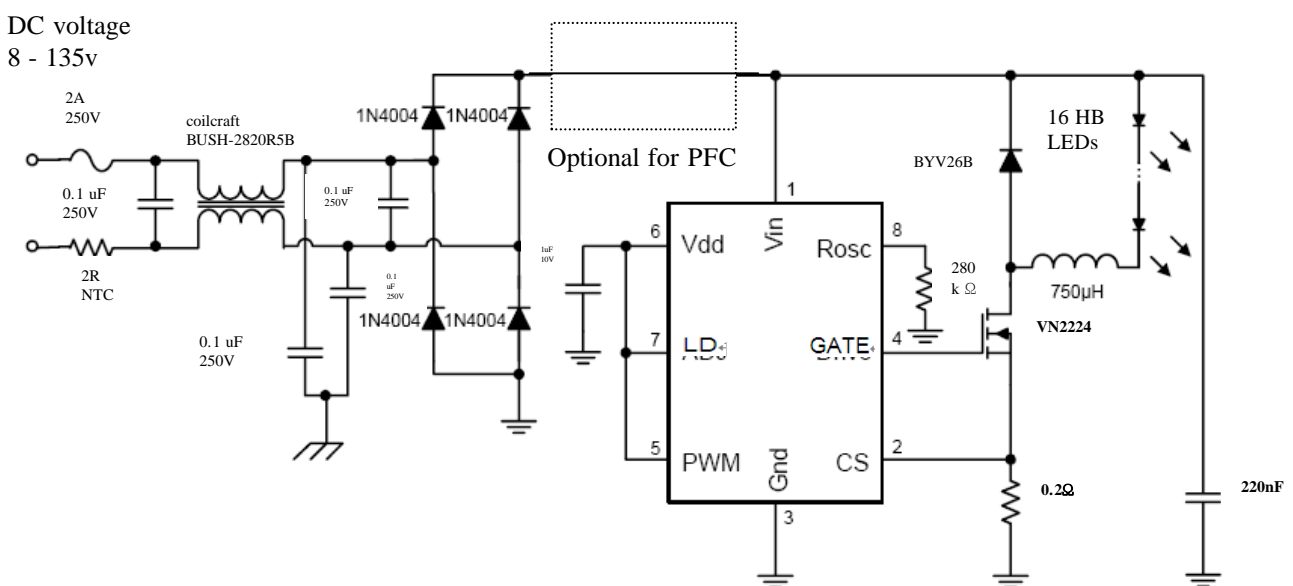 DC voltage
8 - 135v
2A
250V
coilcraft
BUSH-2820R5B
1N4004
1N4004
Optional for PFC
16 HB
LEDs
BYV26B
0.1 uF
250V
0.1 uF
250V
2R
NTC
0.1
uF
250V
0.1 uF
250V
1N4004
1N4004
1uF
10V
1
Vin
6
Vdd
Rosc
8
280
k Ω
750µH
VN2224
7
LD
GATE
4
5
PWM
Gnd
CS
2
3
0.2Ω
220nF